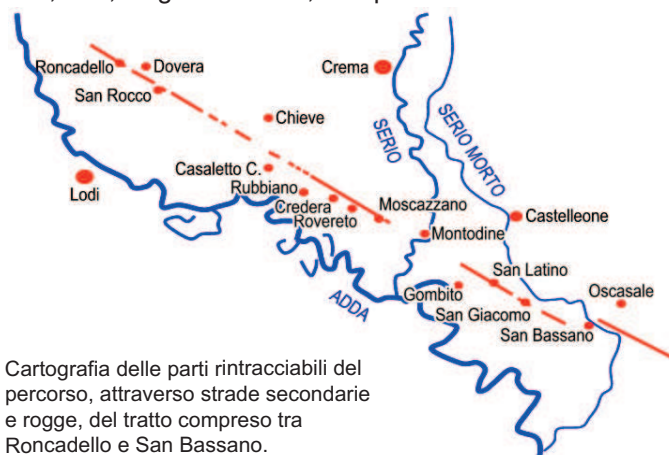 Roncadello
Dovera
Crema
San Rocco
Chieve
SERIO
SERIO MORTO
Casaletto C.
Lodi
Rubbiano
Credera
Moscazzano
Rovereto
Castelleone
Montodine
San Latino
ADDA
Gombito
Oscasale
San Giacomo
San Bassano
Cartografia delle parti rintracciabili del
percorso, attraverso strade secondarie
e rogge, del tratto compreso tra
Roncadello e San Bassano.